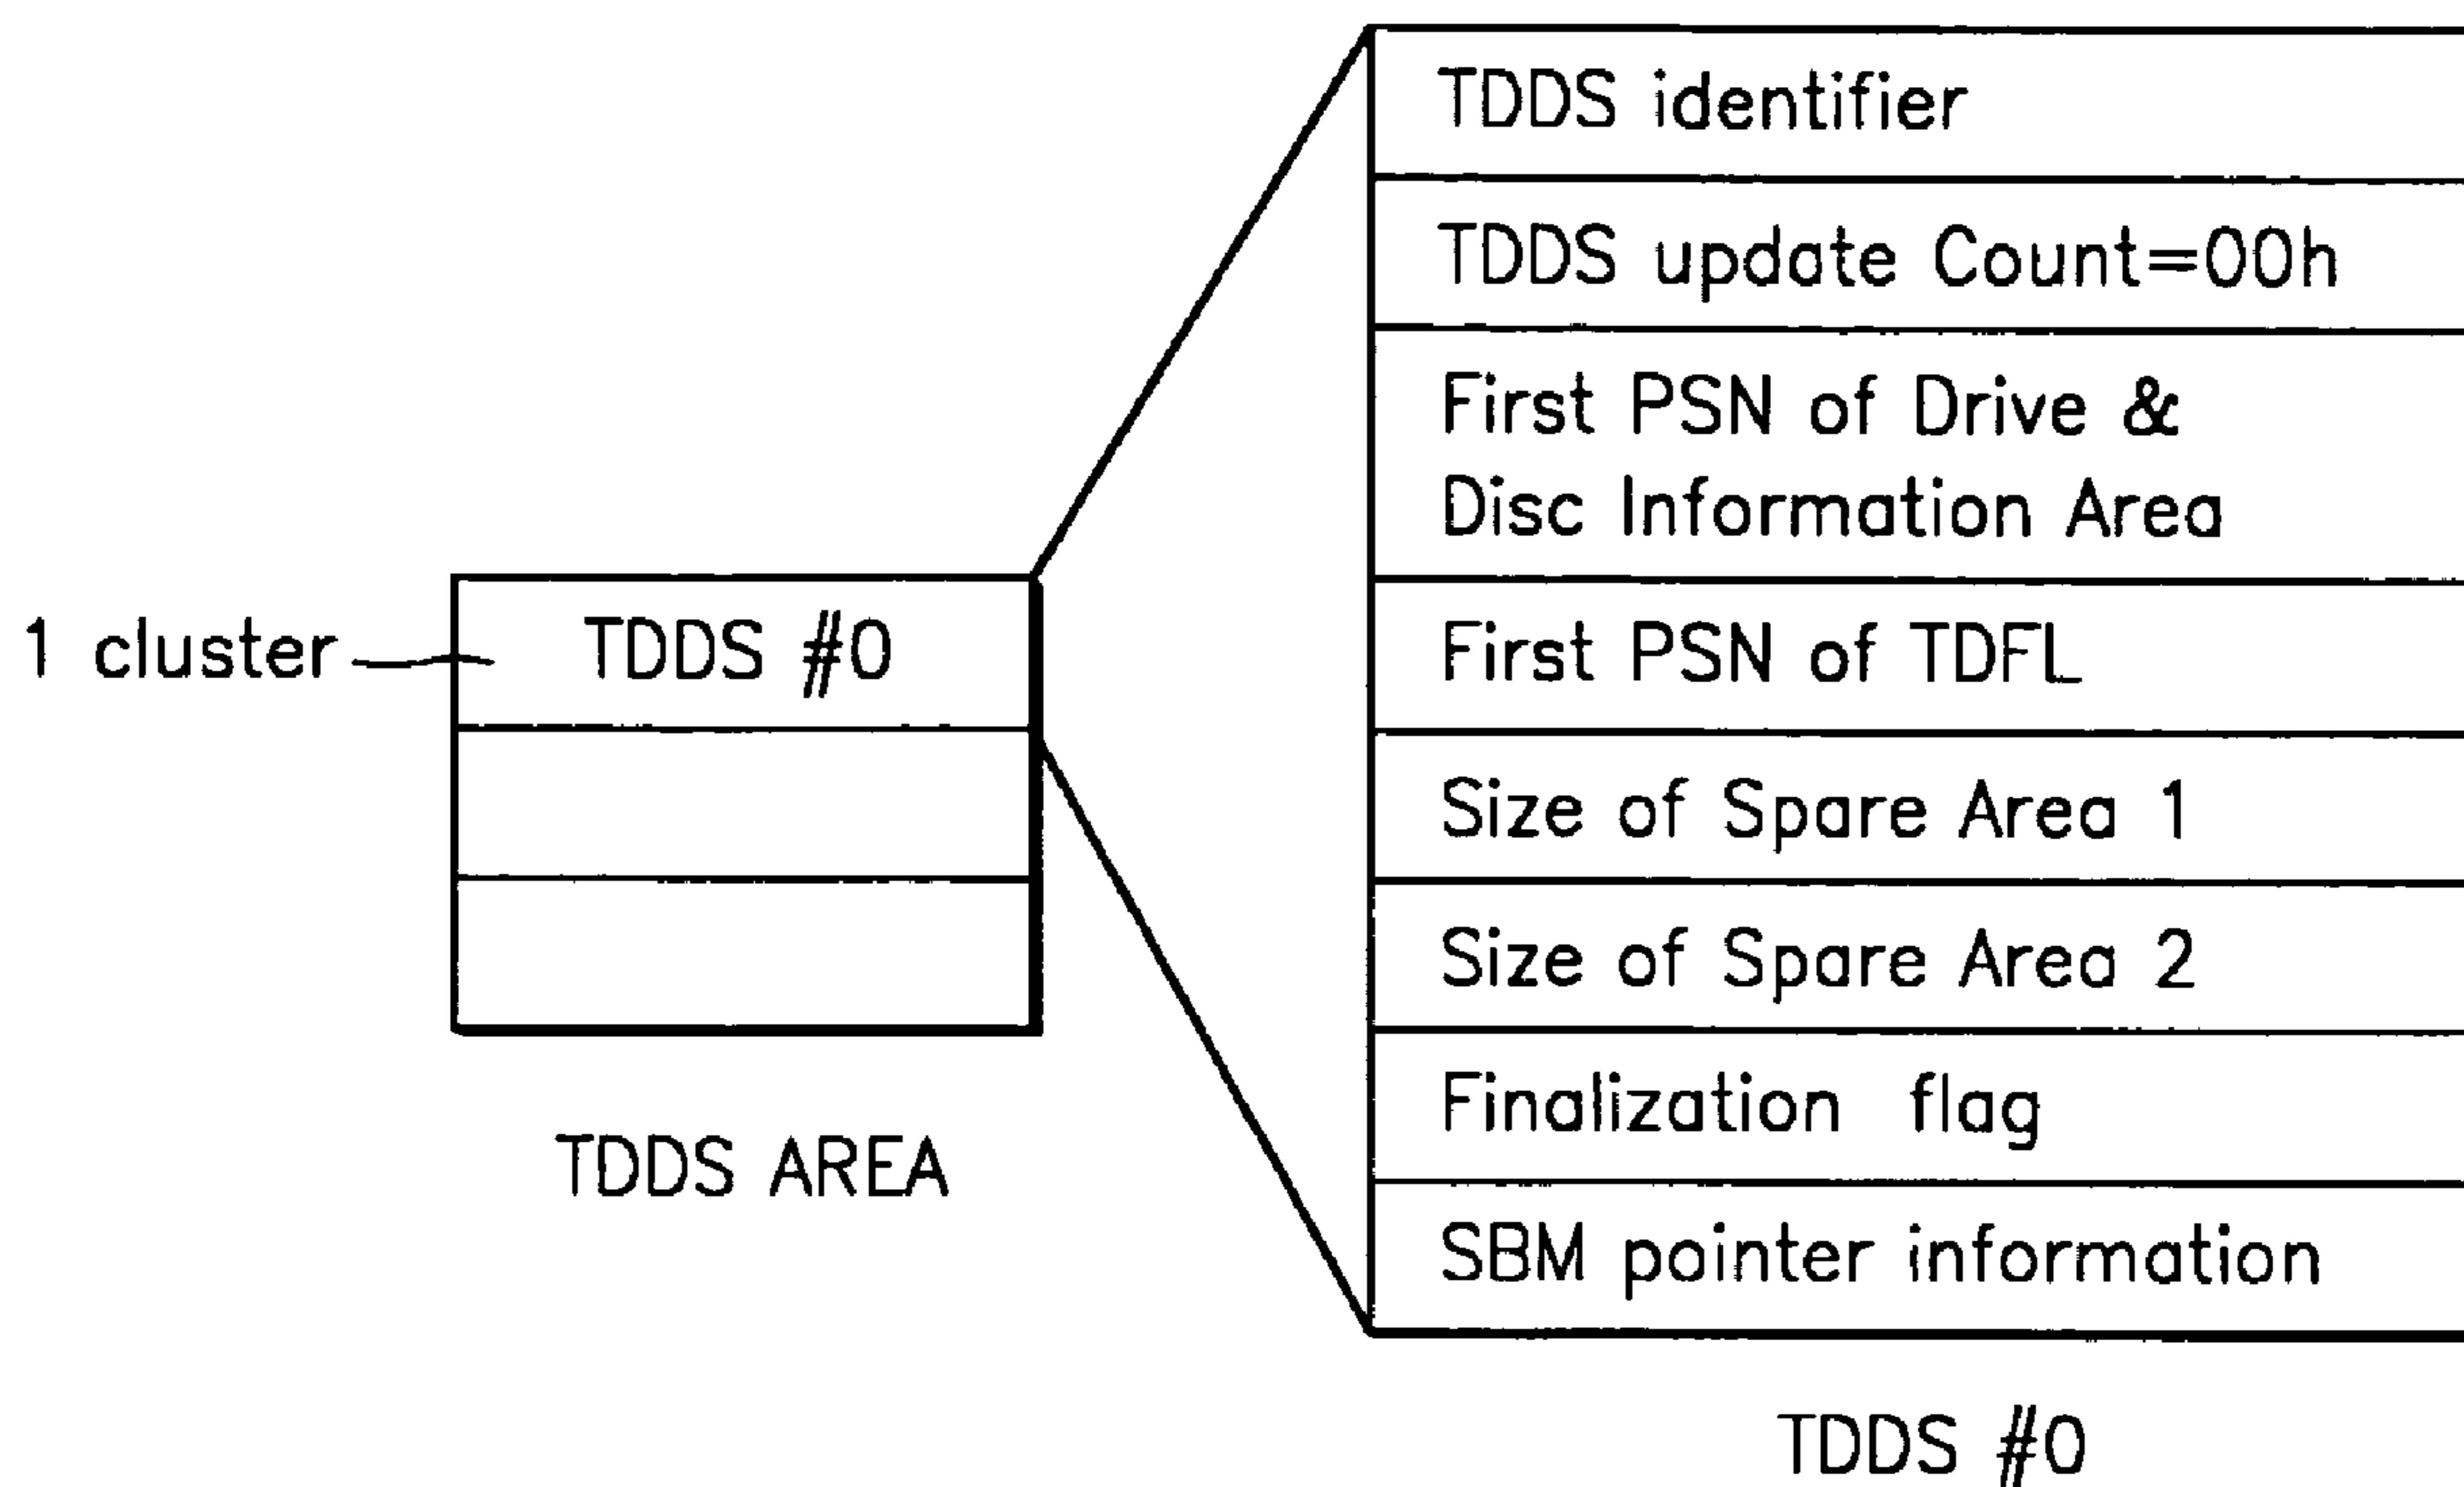 1 cluster
TDDS #0
TDDS AREA
TDDS identifier
TDDS update Count=00h
First PSN of Drive &
Disc Information Area
First PSN of TDFL
Size of Spare Area 1
Size of Spare Area 2
Finalization flag
SBM pointer information
TDDS #0